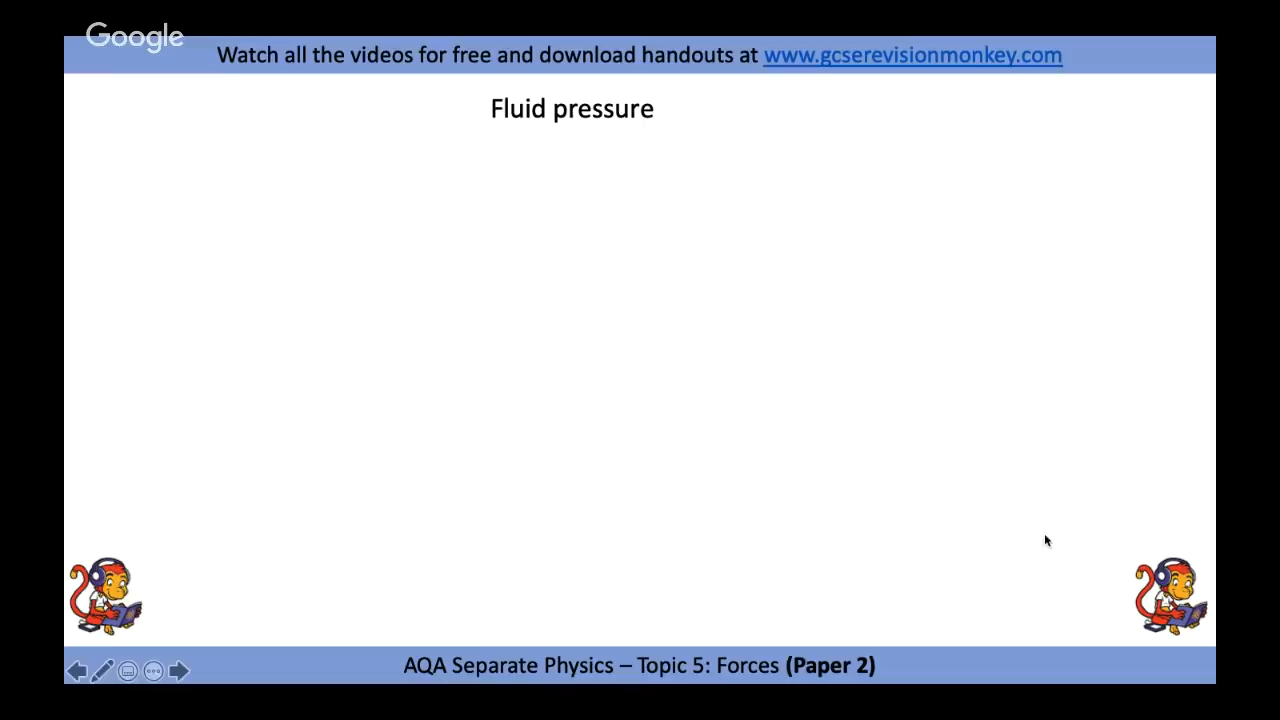 Google
Watch all the videos for free and download handouts at www.gcserevisionmonkey.com
Fluid pressure
AQA Separate Physics – Topic 5: Forces (Paper 2)